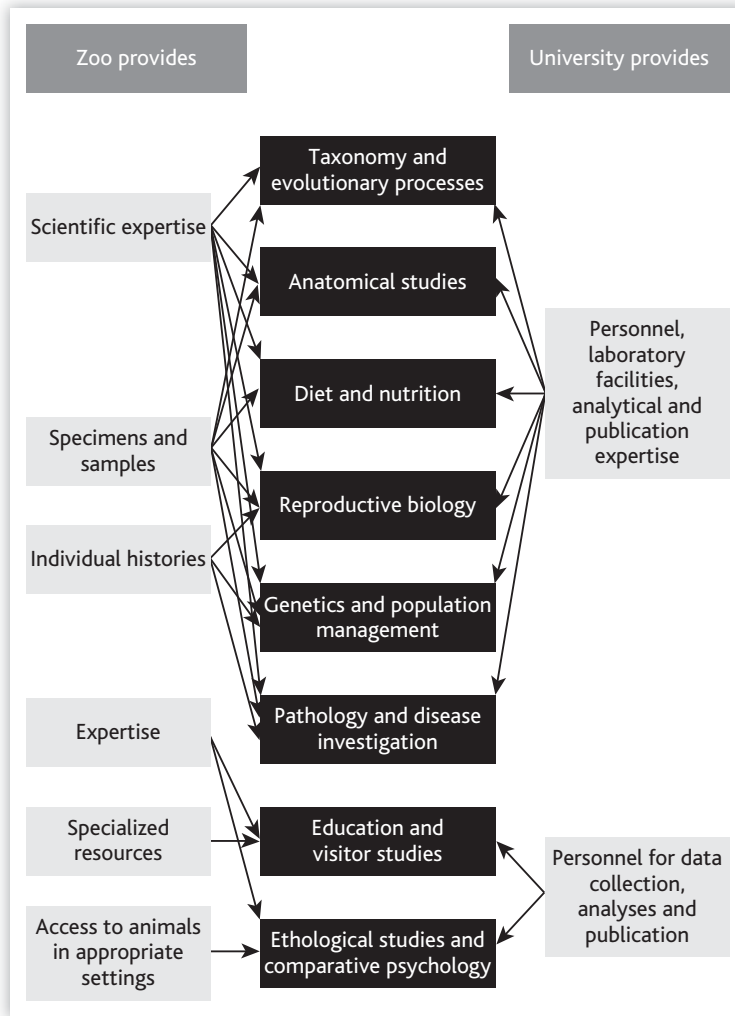 Zoo provides
University provides
Taxonomy and
evolutionary processes
Scientific expertise
Anatomical studies
Personnel,
laboratory
facilities,
analytical and
publication
expertise
Diet and nutrition
Specimens and
samples
Reproductive biology
Individual histories
Genetics and population
management
Expertise
Pathology and disease
investigation
Specialized
resources
Education and
visitor studies
Personnel for data
collection,
analyses and
publication
Access to animals
in appropriate
settings
Ethological studies and
comparative psychology